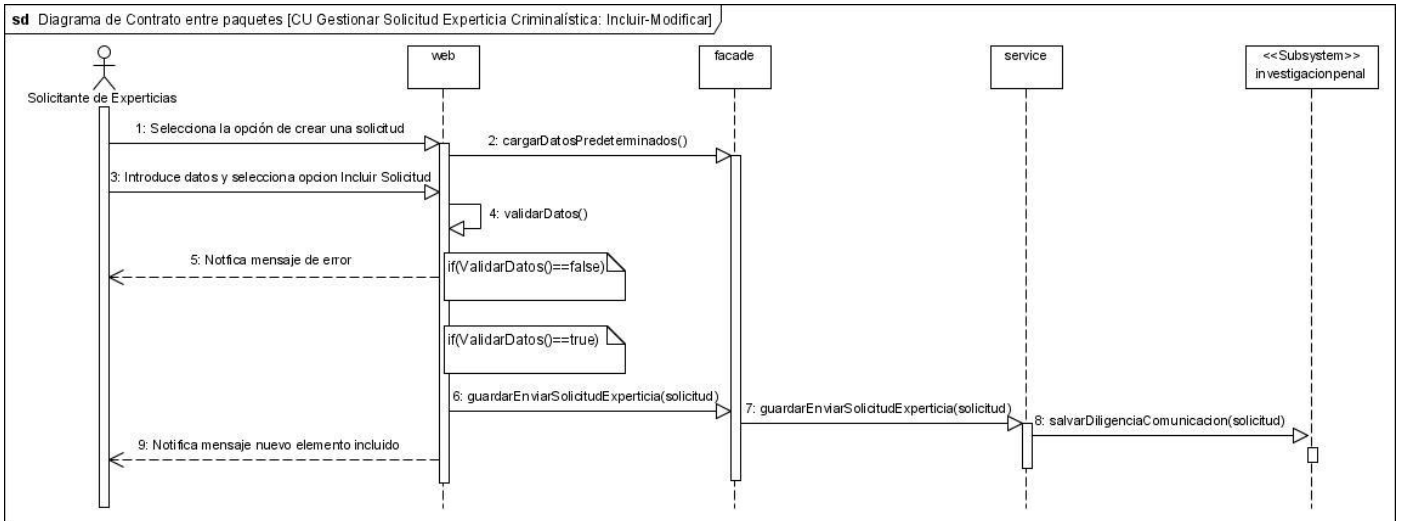 sd Diagrama de Contrato entre paquetes [CU Gestionar Solicitud Experticia Criminalística: Incluir-Modificar]
Solicitante de Experticias
web
facade
service
<<Subsystem>>
investigacionpenal
1: Selecciona la opción de crear una solicitud
2: cargarDatosPredeterminados()
3: Introduce datos y selecciona opcion Incluir Solicitud
4: validarDatos()
5: Notfica mensaje de error
if(ValidarDatos()==false)
if(ValidarDatos()==true)
6: guardarEnviarSolicitudExperticia(solicitud)
7: guardarEnviarSolicitudExperticia(solicitud)
8: salvarDiligenciaComunicacion(solicitud)
9: Notifica mensaje nuevo elemento incluido